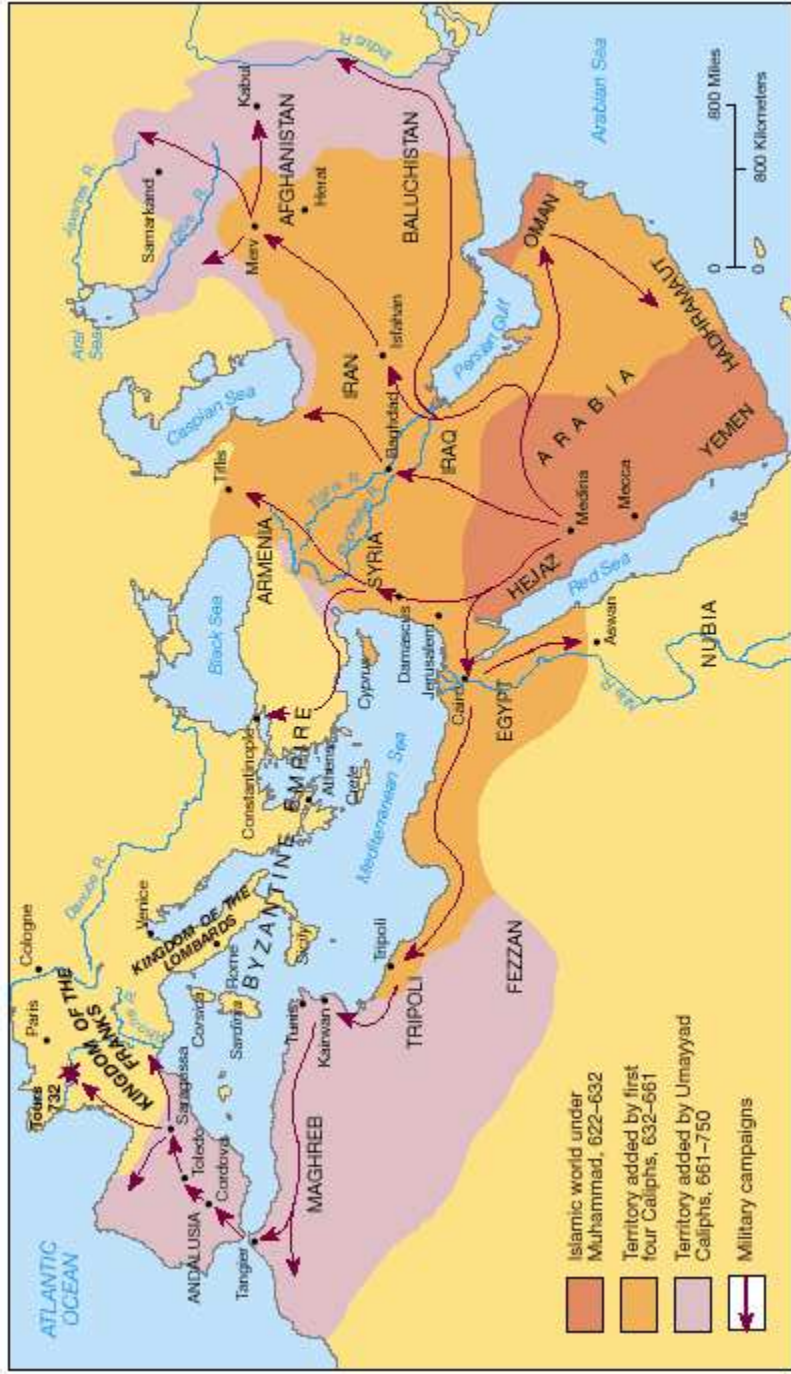 ATLANTIC
OCEAN
Tours
732
Paris
Cologne
KINGDOM OF THE
FRANKS
Rhone R.
Danube R.
Venice
KINGDOM OF THE
LOMBARDS
Corsica
Rome
Sardinia
Sicily
BYZANTINE EMPIRE
Constantinople
Athens
Crete
Cyprus
Mediterranean Sea
Black Sea
Saragassa
Toledo
Cordova
ANDALUSIA
Tangier
MAGHREB
Tunis
Kairwan
Tripoli
TRIPOLI
FEZZAN
Cairo
EGYPT
Aswan
NUBIA
Nile R.
Jerusalem
Damascus
SYRIA
ARMENIA
Tiflis
Caspian Sea
Aral
Sea
Jaxartes R.
Oxus R.
Samarkand
Merv
Kabul
AFGHANISTAN
Herat
BALUCHISTAN
Indus R.
IRAN
Isfahan
Baghdad
Tigris R.
Euphrates R.
IRAQ
Persian Gulf
HEJAZ
Medina
Mecca
Red Sea
ARABIA
YEMEN
HADHRAMAUT
OMAN
Arabian Sea
Islamic world under
Muhammad, 622–632
Territory added by first
four Caliphs, 632–661
Territory added by Umayyad
Caliphs, 661–750
Military campaigns
0 800 Miles
0 800 Kilometers